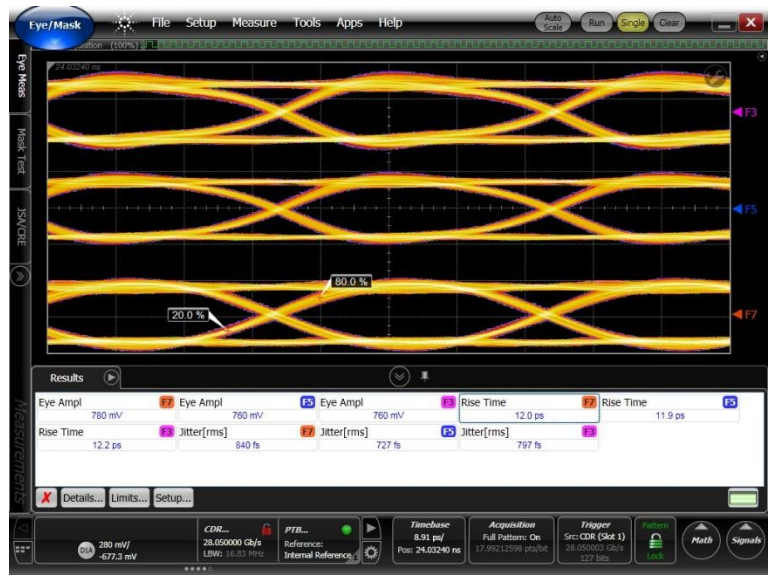 Eye/Mask File Setup Measure Tools Apps Help Auto Scale Run Single Clear
(100%)
24.03240 ns
Eye Meas
Mask Test
JSA/CRE
F3
F5
80.0 %
20.0 %
F7
Results
Measurements
Eye Ampl F7 Eye Ampl F5 Eye Ampl F3 Rise Time F7 Rise Time F5
780 mV 760 mV 760 mV 12.0 ps 11.9 ps
Rise Time F3 Jitter[rms] F7 Jitter[rms] F5 Jitter[rms] F3
12.2 ps 840 fs 727 fs 797 fs
Details... Limits... Setup...
D1A 280 mV/
-677.3 mV
CDR...
28.050000 Gb/s
LBW: 16.83 MHz
PTB...
Reference:
Internal Reference
Timebase
8.91 ps/
Pos: 24.03240 ns
Acquisition
Full Pattern: On
17.99212598 pts/bit
Trigger
Src: CDR (Slot 1)
28.050003 Gb/s
127 bits
Pattern
Lock
Math
Signals